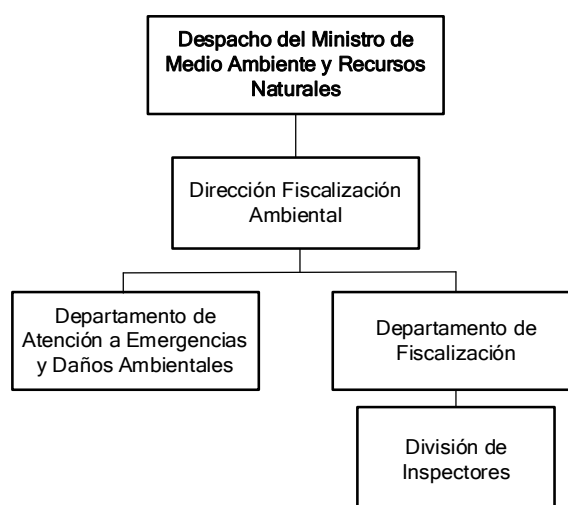 Despacho del Ministro de
Medio Ambiente y Recursos
Naturales
Dirección Fiscalización
Ambiental
Departamento de
Atención a Emergencias
y Daños Ambientales
Departamento de
Fiscalización
División de
Inspectores